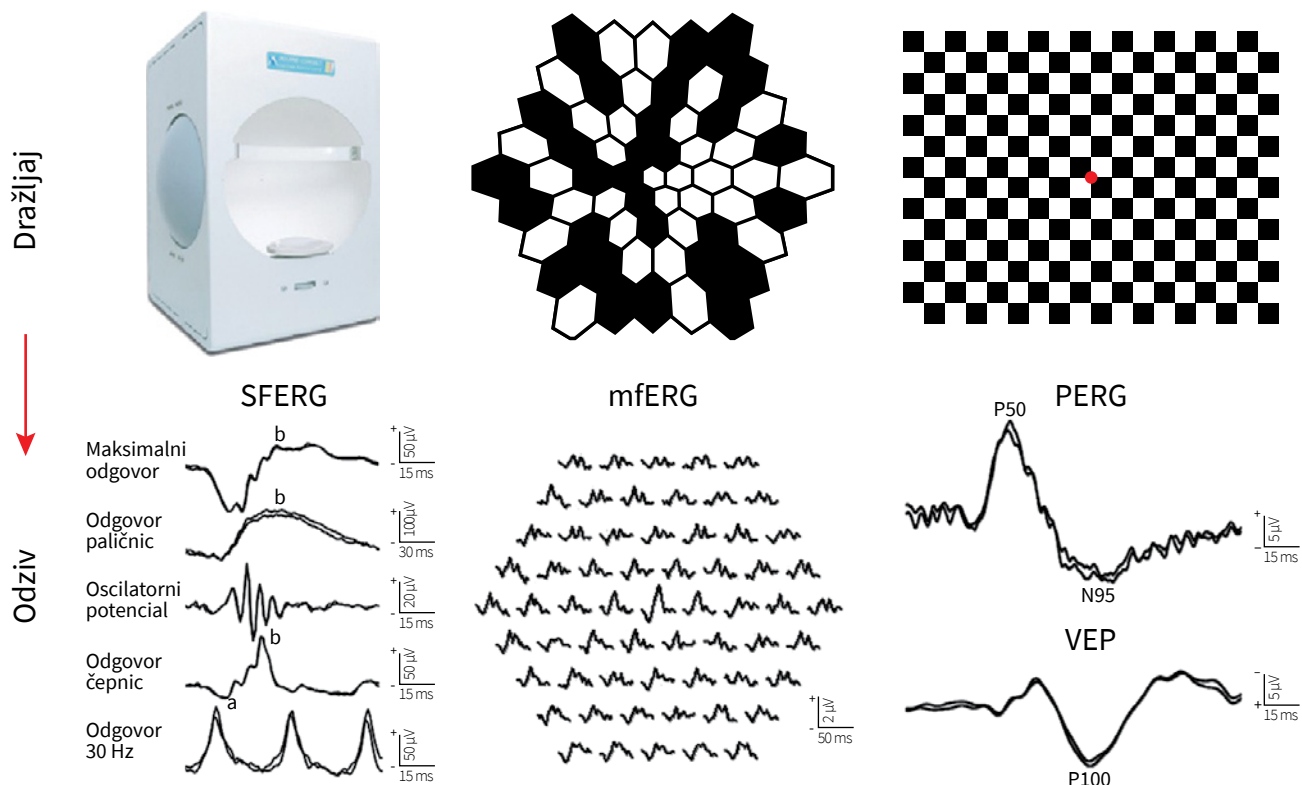 Dražljaj
Odziv
SFERG
Maksimalni
odgovor
b
+
-
50 µV
15 ms
Odgovor
paličnic
b
+
-
100µV
30 ms
Oscilatorni
potencial
+
-
20 µV
15 ms
Odgovor
čepnic
b
a
+
-
50 µV
15 ms
Odgovor
30 Hz
+
-
50 µV
15 ms
mfERG
+
-
2 µV
50 ms
PERG
P50
N95
+
-
5 µV
15 ms
VEP
P100
-
+
5 µV
15 ms